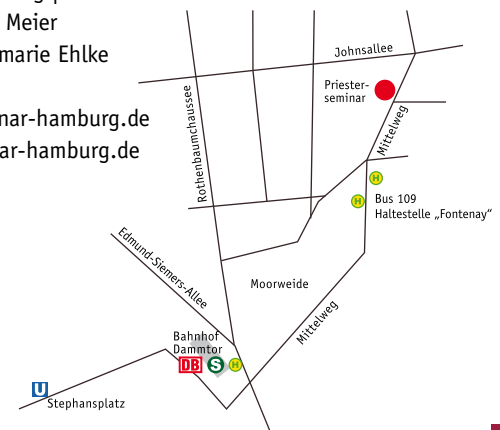 Meier
marie Ehlke
nar-hamburg.de
ar-hamburg.de
Johnsallee
Priester-
seminar
Rothenbaumchaussee
Mittelweg
H
H
Bus 109
Haltestelle „Fontenay“
Edmund-Siemers-Allee
Moorweide
Mittelweg
Bahnhof
Dammtor
DB S H
U
Stephansplatz